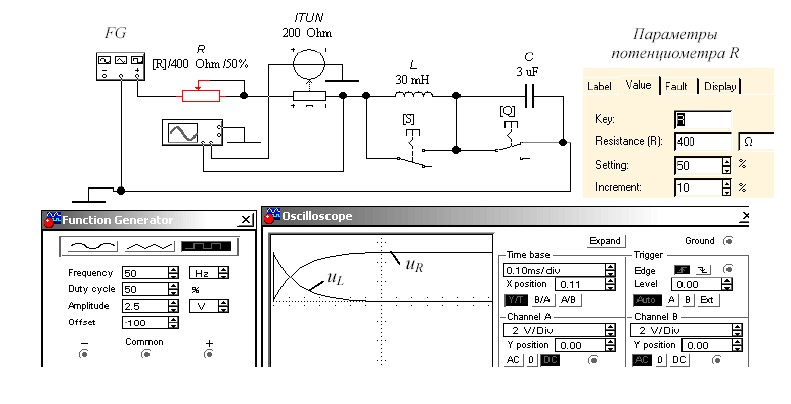 FG
R
[R]/400 Ohm /50%
ITUN
200 Ohm
L
30 mH
C
3 uF
[S]
[Q]
Параметры
потенциометра R
Label Value Fault Display
Key: R
Resistance (R): 400 Ω
Setting: 50 %
Increment: 10 %
Function Generator
Frequency 50 Hz
Duty cycle 50 %
Amplitude 2.5 V
Offset -100
− Common +
Oscilloscope
uL
uR
Expand Ground
Time base
0.10ms/div
X position 0.11
Y/T B/A A/B
Trigger
Edge
Level 0.00
Auto A B Ext
Channel A
2 V/Div
Y position 0.00
AC 0 DC
Channel B
2 V/Div
Y position 0.00
AC 0 DC